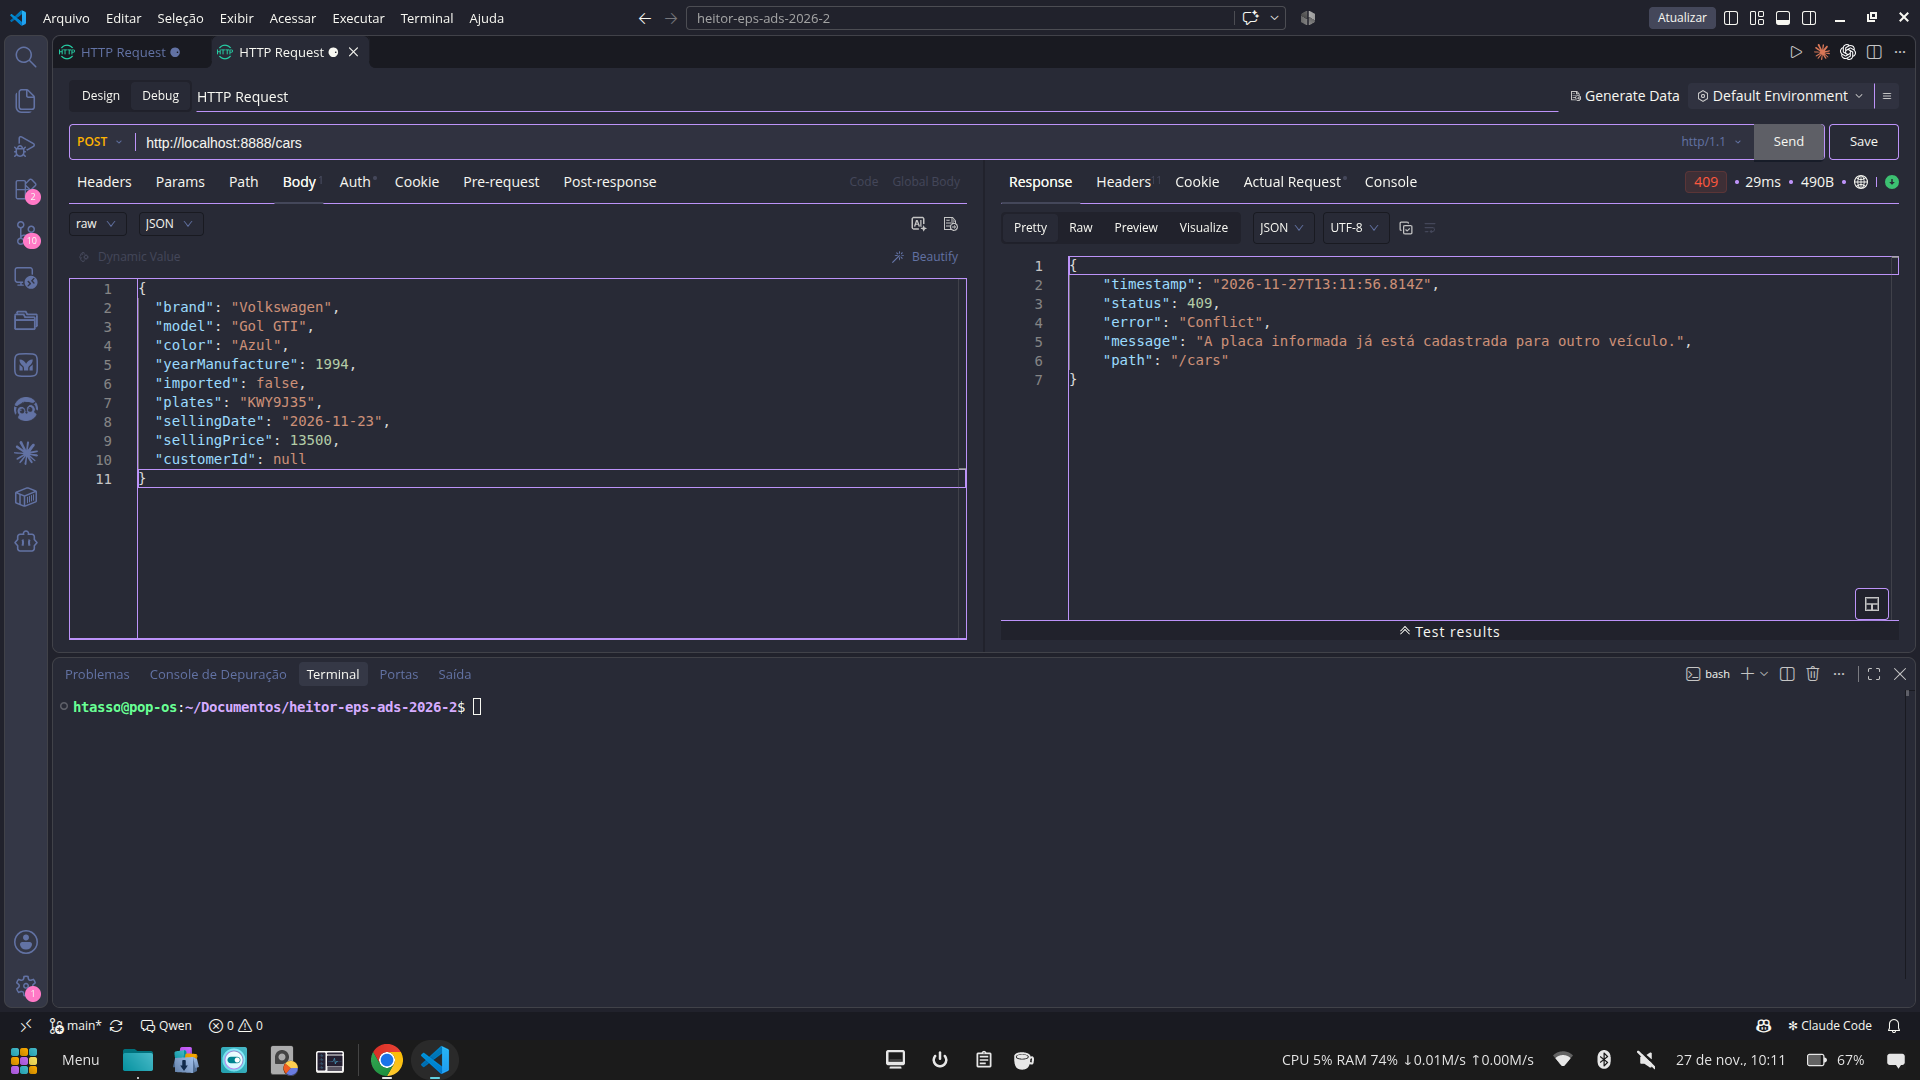 Arquivo Editar Seleção Exibir Acessar Executar Terminal Ajuda
heitor-eps-ads-2026-2
Atualizar
HTTP Request
HTTP Request
Design Debug HTTP Request
Generate Data Default Environment
POST http://localhost:8888/cars http/1.1 Send Save
Headers Params Path Body 1 Auth Cookie Pre-request Post-response Code Global Body
raw JSON
Dynamic Value Beautify
1 {
2 "brand": "Volkswagen",
3 "model": "Gol GTI",
4 "color": "Azul",
5 "yearManufacture": 1994,
6 "imported": false,
7 "plates": "KWY9J35",
8 "sellingDate": "2026-11-23",
9 "sellingPrice": 13500,
10 "customerId": null
11 }
Response Headers 11 Cookie Actual Request Console 409 • 29ms • 490B
Pretty Raw Preview Visualize JSON UTF-8
1 {
2 "timestamp": "2026-11-27T13:11:56.814Z",
3 "status": 409,
4 "error": "Conflict",
5 "message": "A placa informada já está cadastrada para outro veículo.",
6 "path": "/cars"
7 }
Test results
Problemas Console de Depuração Terminal Portas Saída
bash
htasso@pop-os:~/Documentos/heitor-eps-ads-2026-2$
2
10
1
main* Qwen 0 0
Claude Code
Menu
CPU 5% RAM 74% ↓0.01M/s ↑0.00M/s 27 de nov., 10:11 67%